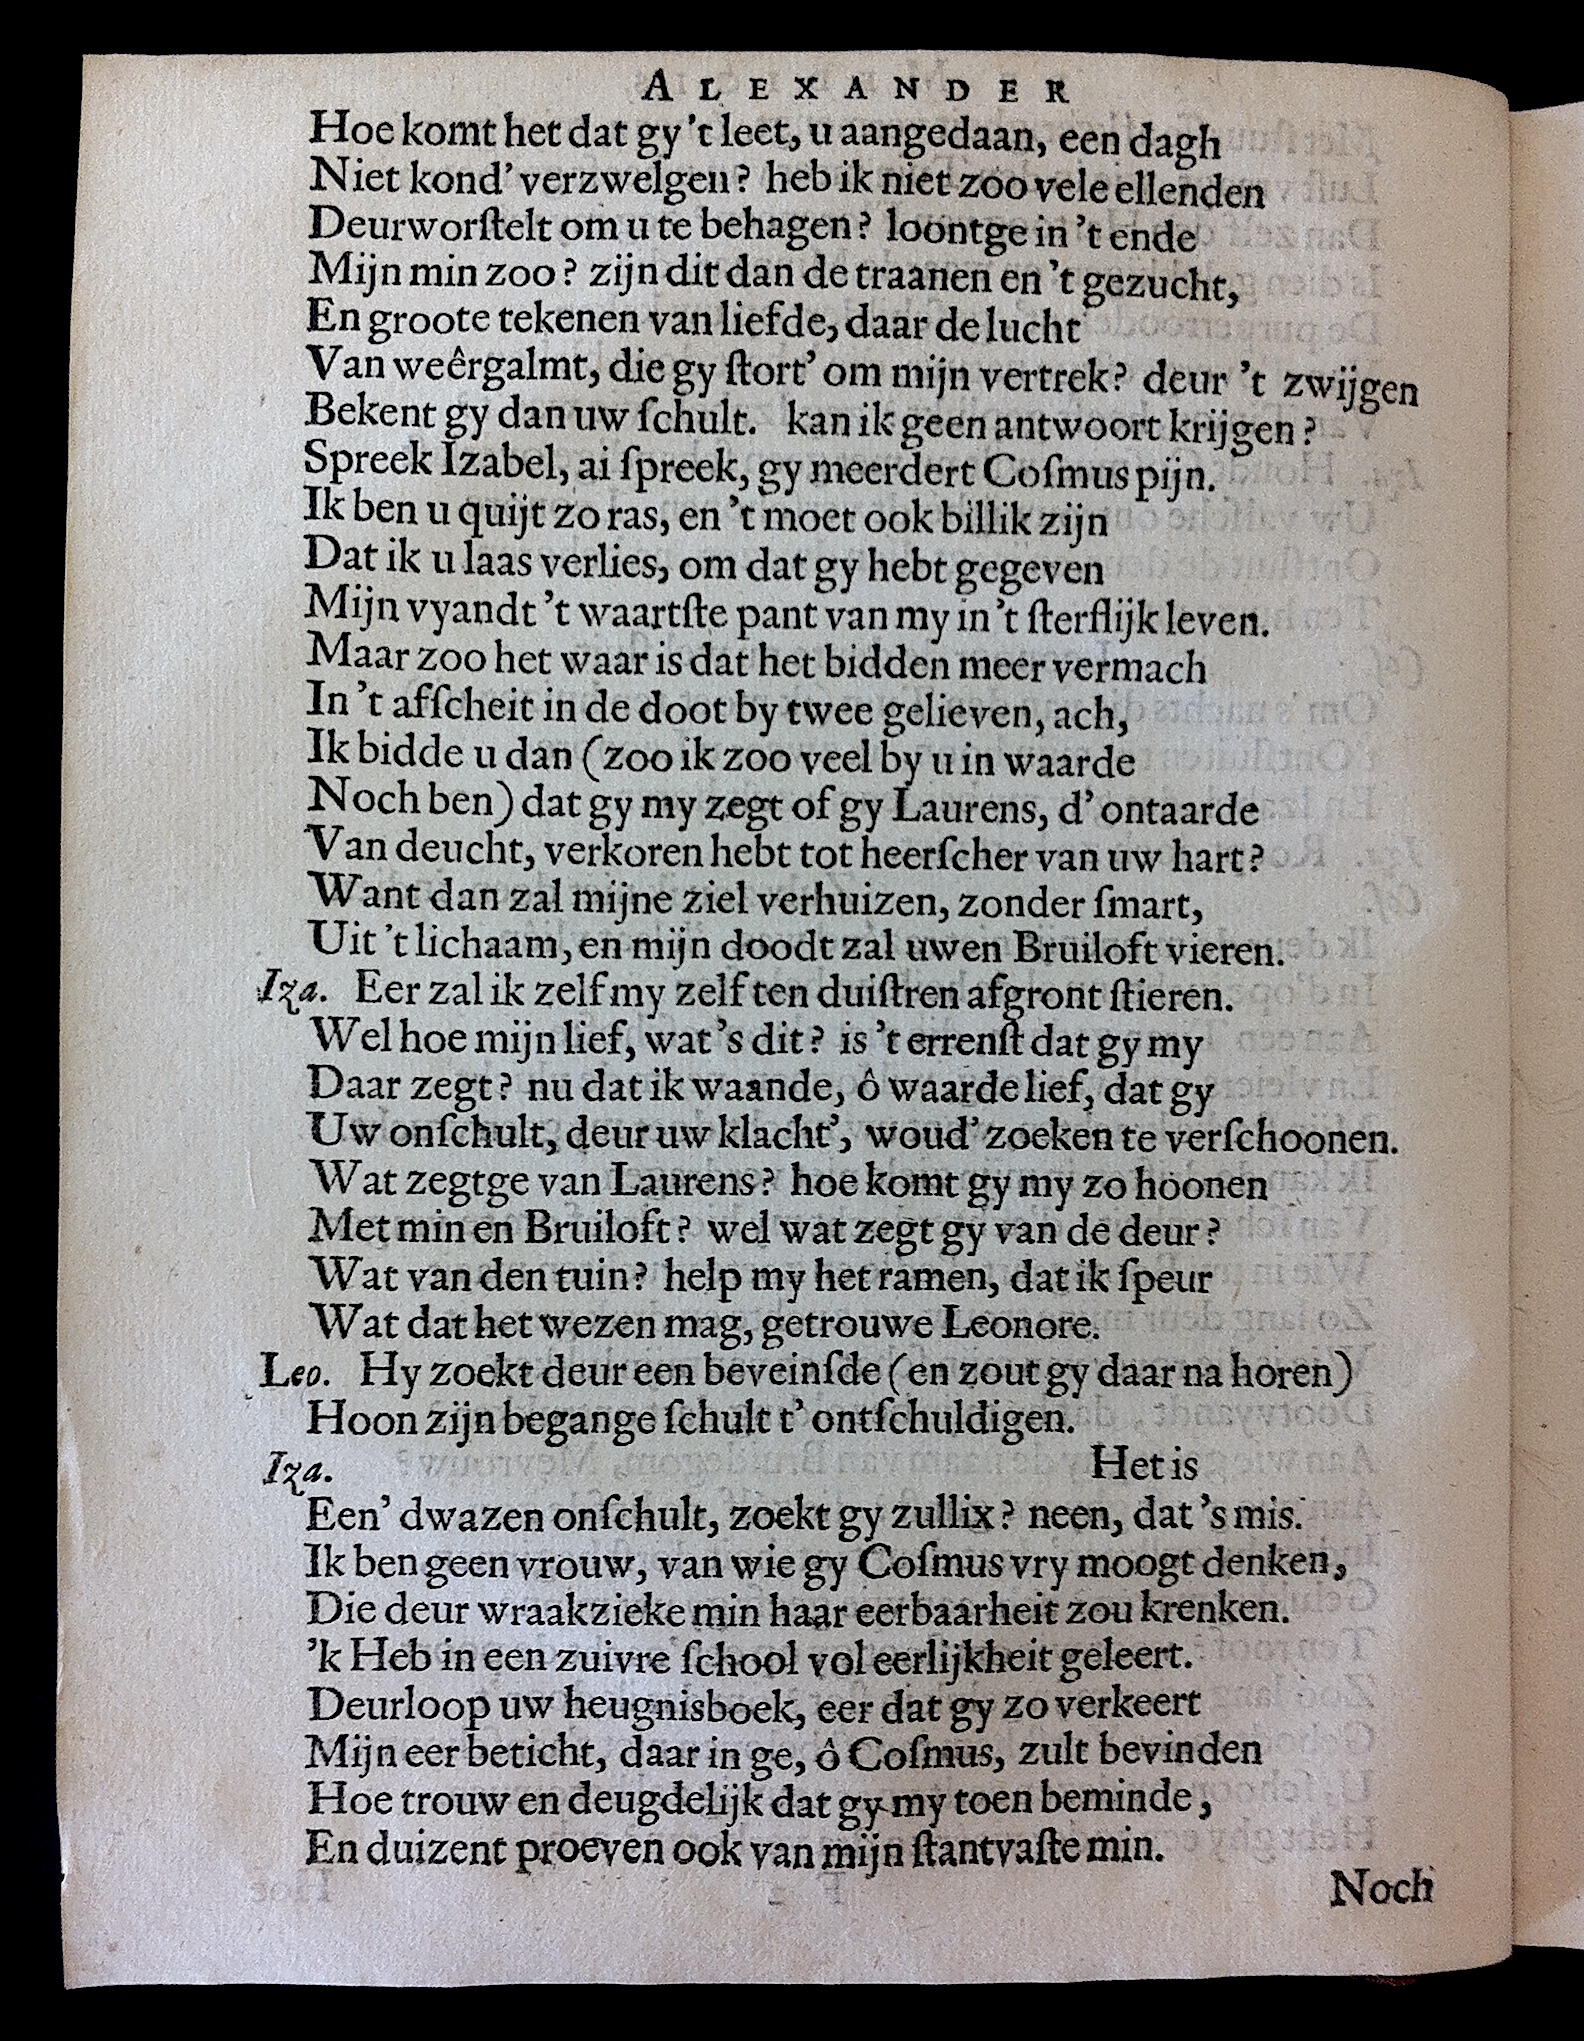 ALEXANDER
Hoe komt het dat gy 't leet, u aangedaan, een dagh
Niet kond' verzwelgen? heb ik niet zoo vele ellenden
Deurworſtelt om u te behagen? loontge in 't ende
Mijn min zoo? zijn dit dan de traanen en 't gezucht,
En groote tekenen van liefde, daar de lucht
Van weêrgalmt, die gy ſtort' om mijn vertrek? deur 't zwijgen
Bekent gy dan uw ſchult. kan ik geen antwoort krijgen?
Spreek Izabel, ai ſpreek, gy meerdert Coſmus pijn.
Ik ben u quijt zo ras, en 't moet ook billik zijn
Dat ik u laas verlies, om dat gy hebt gegeven
Mijn vyandt 't waartſte pant van my in 't ſterflijk leven.
Maar zoo het waar is dat het bidden meer vermach
In 't afſcheit in de doot by twee gelieven, ach,
Ik bidde u dan (zoo ik zoo veel by u in waarde
Noch ben) dat gy my zegt of gy Laurens, d' ontaarde
Van deucht, verkoren hebt tot heerſcher van uw hart?
Want dan zal mijne ziel verhuizen, zonder ſmart,
Uit 't lichaam, en mijn doodt zal uwen Bruiloft vieren.
Iza. Eer zal ik zelf my zelf ten duiſtren afgront ſtieren.
Wel hoe mijn lief, wat 's dit? is 't errenſt dat gy my
Daar zegt? nu dat ik waande, ô waarde lief, dat gy
Uw onſchult, deur uw klacht', woud' zoeken te verſchoonen.
Wat zegtge van Laurens? hoe komt gy my zo hoonen
Met min en Bruiloft? wel wat zegt gy van de deur?
Wat van den tuin? help my het ramen, dat ik ſpeur
Wat dat het wezen mag, getrouwe Leonore.
Leo. Hy zoekt deur een beveinſde (en zout gy daar na horen)
Hoon zijn begange ſchult t' ontſchuldigen.
Iza. Het is
Een' dwazen onſchult, zoekt gy zullix? neen, dat 's mis.
Ik ben geen vrouw, van wie gy Coſmus vry moogt denken,
Die deur wraakzieke min haar eerbaarheit zou krenken.
'k Heb in een zuivre ſchool vol eerlijkheit geleert.
Deurloop uw heugnisboek, eer dat gy zo verkeert
Mijn eer beticht, daar in ge, ô Coſmus, zult bevinden
Hoe trouw en deugdelijk dat gy my toen beminde,
En duizent proeven ook van mijn ſtantvaſte min.
Noch